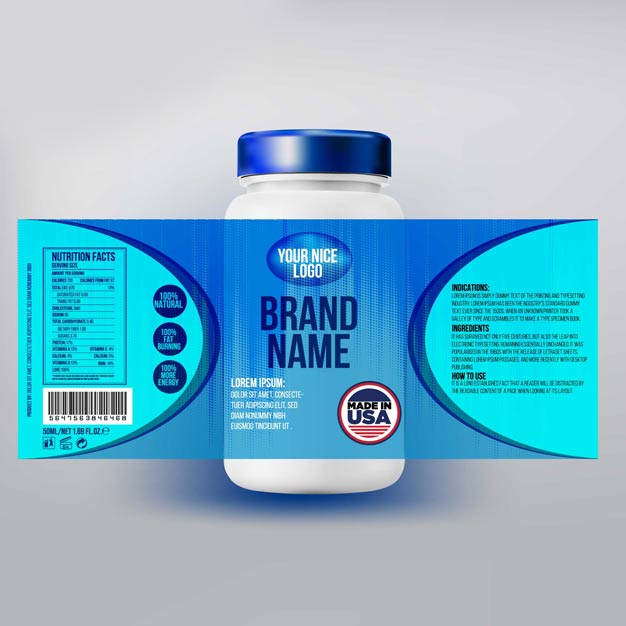 NUTRITION FACTS
SERVING SIZE
AMOUNT PER SERVING
100%
NATURAL
100%
FAT
BURNING
100%
MORE
ENERGY
5647563846468
50ML/NET 1.69 FL.OZ.
YOUR NICE
LOGO
BRAND
NAME
LOREM IPSUM:
DOLOR SIT AMET, CONSECTE-
TUER ADIPISCING ELIT, SED
DIAM NONUMMY NIBH
EUISMOD TINCIDUNT UT .
MADE IN
USA
INDICATIONS:
LOREM IPSUM IS SIMPLY DUMMY TEXT OF THE PRINTING AND TYPESETTING
INDUSTRY. LOREM IPSUM HAS BEEN THE INDUSTRY'S STANDARD DUMMY
TEXT EVER SINCE THE 1500S, WHEN AN UNKNOWN PRINTER TOOK A
GALLEY OF TYPE AND SCRAMBLED IT TO MAKE A TYPE SPECIMEN BOOK.
INGREDIENTS
IT HAS SURVIVED NOT ONLY FIVE CENTURIES, BUT ALSO THE LEAP INTO
ELECTRONIC TYPESETTING, REMAINING ESSENTIALLY UNCHANGED. IT WAS
POPULARISED IN THE 1960S WITH THE RELEASE OF LETRASET SHEETS
CONTAINING LOREM IPSUM PASSAGES, AND MORE RECENTLY WITH
HOW TO USE
IT IS A LONG ESTABLISHED FACT THAT A READER WILL BE DISTRACTED BY
THE READABLE CONTENT OF A PAGE WHEN LOOKING AT ITS LAYOUT.